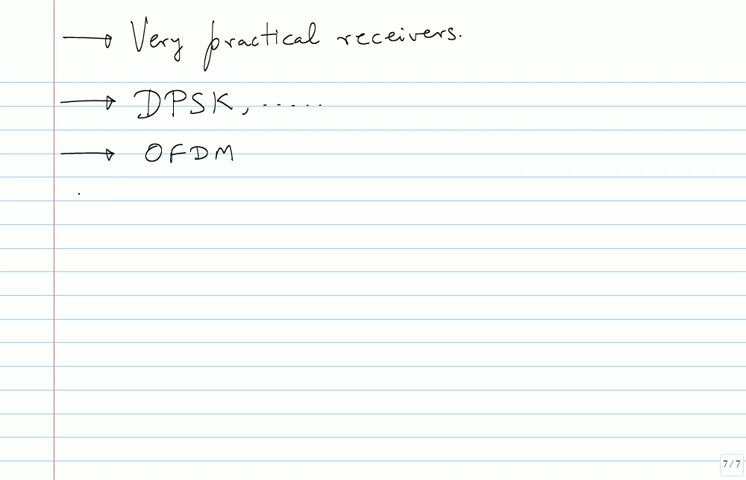 → Very practical receivers.
→ DPSK, ......
→ OFDM
7/7